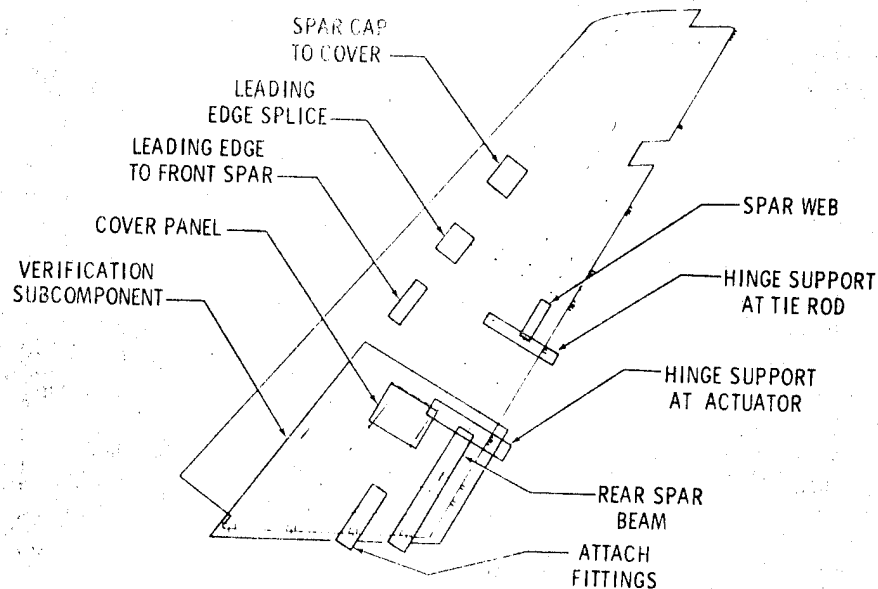 SPAR CAP
TO COVER
LEADING
EDGE SPLICE
LEADING EDGE
TO FRONT SPAR
COVER PANEL
VERIFICATION
SUBCOMPONENT
SPAR WEB
HINGE SUPPORT
AT TIE ROD
HINGE SUPPORT
AT ACTUATOR
REAR SPAR
BEAM
ATTACH
FITTINGS